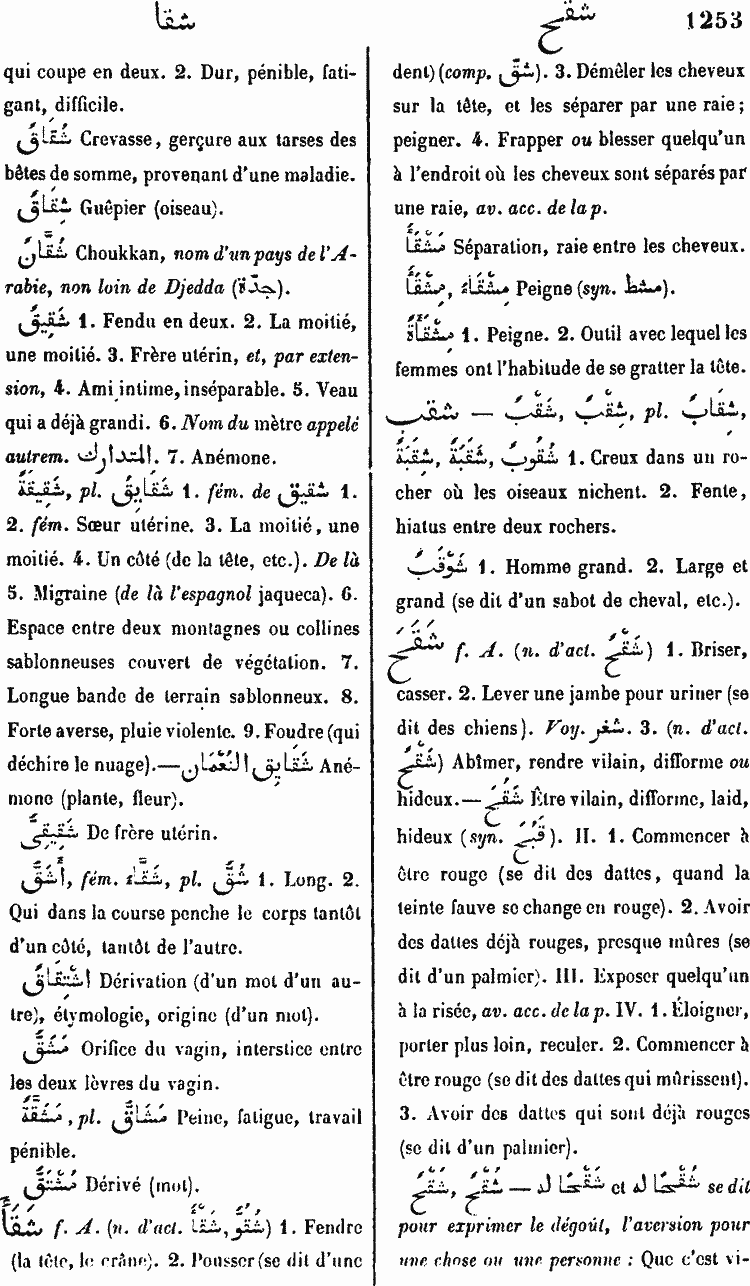 شقا
شقح 1253
qui coupe en deux. 2. Dur, pénible, fati-
gant, difficile.
شُقَاقٌ Crevasse, gerçure aux tarses des
bêtes de somme, provenant d'une maladie.
شِقِاقٌ Guêpier (oiseau).
شُقَّانٌ Choukkan, nom d'un pays de l'A-
rabie, non loin de Djedda (جدّة).
شَقِيقٌ 1. Fendu en deux. 2. La moitié,
une moitié. 3. Frère utérin, et, par exten-
sion, 4. Ami intime, inséparable. 5. Veau
qui a déjà grandi. 6. Nom du mètre appelé
autrem. المتدارك. 7. Anémone.
شَقِيقَةٌ, pl. شَقَايِقُ 1. fém. de شقيق 1.
2. fém. Sœur utérine. 3. La moitié, une
moitié. 4. Un côté (de la tête, etc.). De là
5. Migraine (de là l'espagnol jaqueca). 6.
Espace entre deux montagnes ou collines
sablonneuses couvert de végétation. 7.
Longue bande de terrain sablonneux. 8.
Forte averse, pluie violente. 9. Foudre (qui
déchire le nuage).—شَقَايِقُ النُّعْمَانِ Ané-
mone (plante, fleur).
شَقِيقِىٌّ De frère utérin.
أَشَقُّ, fém. شَقَّاءُ, pl. شُقٌّ 1. Long. 2.
Qui dans la course penche le corps tantôt
d'un côté, tantôt de l'autre.
اشْتِقَاقٌ Dérivation (d'un mot d'un au-
tre), étymologie, origine (d'un mot).
مَشَقٌّ Orifice du vagin, interstice entre
les deux lèvres du vagin.
مَشَقَّةٌ, pl. مَشَاقُّ Peine, fatigue, travail
pénible.
مُشْتَقٌّ Dérivé (mot).
شَقَأَ f. A. (n. d'act. شَقْأٌ, شُقُوْءٌ) 1. Fendre
(la tête, le crâne). 2. Pousser (se dit d'une
dent) (comp. شقّ). 3. Démêler les cheveux
sur la tête, et les séparer par une raie;
peigner. 4. Frapper ou blesser quelqu'un
à l'endroit où les cheveux sont séparés par
une raie, av. acc. de la p.
مَشْقَأٌ Séparation, raie entre les cheveux.
مِشْقَأٌ, مِشْقَاءٌ Peigne (syn. مشط).
مِشْقَأَةٌ 1. Peigne. 2. Outil avec lequel les
femmes ont l'habitude de se gratter la tête.
شقب — شَقْبٌ, شِقْبٌ, pl. شِقَابٌ,
شِقَبَةٌ, شُقُوبٌ 1. Creux dans un ro-
cher où les oiseaux nichent. 2. Fente,
hiatus entre deux rochers.
شَوْقَبٌ 1. Homme grand. 2. Large et
grand (se dit d'un sabot de cheval, etc.).
شَقَحَ f. A. (n. d'act. شَقْحٌ) 1. Briser,
casser. 2. Lever une jambe pour uriner (se
dit des chiens). Voy. شغر. 3. (n. d'act.
شَقْحٌ) Abîmer, rendre vilain, difforme ou
hideux.—شَقُحَ Être vilain, difforme, laid,
hideux (syn. قَبُحَ). II. 1. Commencer à
être rouge (se dit des dattes, quand la
teinte fauve se change en rouge). 2. Avoir
des dattes déjà rouges, presque mûres (se
dit d'un palmier). III. Exposer quelqu'un
à la risée, av. acc. de la p. IV. 1. Éloigner,
porter plus loin, reculer. 2. Commencer à
être rouge (se dit des dattes qui mûrissent).
3. Avoir des dattes qui sont déjà rouges
(se dit d'un palmier).
شَقْحٌ, شُقْحٌ — شَقْحًا له et شُقْحًا له se dit
pour exprimer le dégoût, l'aversion pour
une chose ou une personne : Que c'est vi-